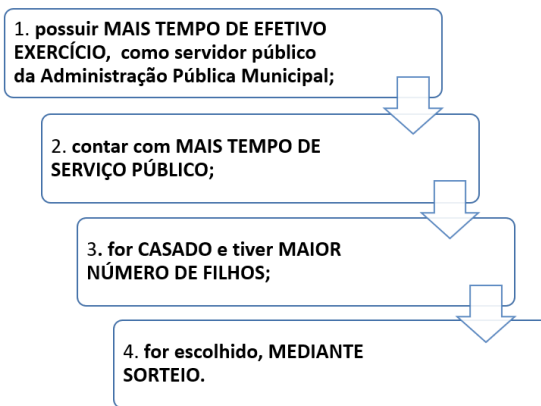 1. possuir MAIS TEMPO DE EFETIVO
EXERCÍCIO, como servidor público
da Administração Pública Municipal;
2. contar com MAIS TEMPO DE
SERVIÇO PÚBLICO;
3. for CASADO e tiver MAIOR
NÚMERO DE FILHOS;
4. for escolhido, MEDIANTE
SORTEIO.